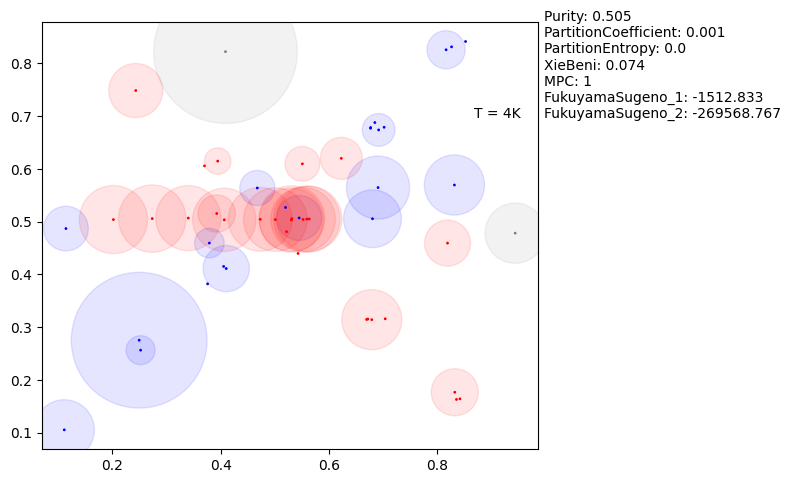 Purity: 0.505
PartitionCoefficient: 0.001
PartitionEntropy: 0.0
XieBeni: 0.074
MPC: 1
FukuyamaSugeno_1: -1512.833
FukuyamaSugeno_2: -269568.767
T = 4K
0.8
0.7
0.6
0.5
0.4
0.3
0.2
0.1
0.2 0.4 0.6 0.8